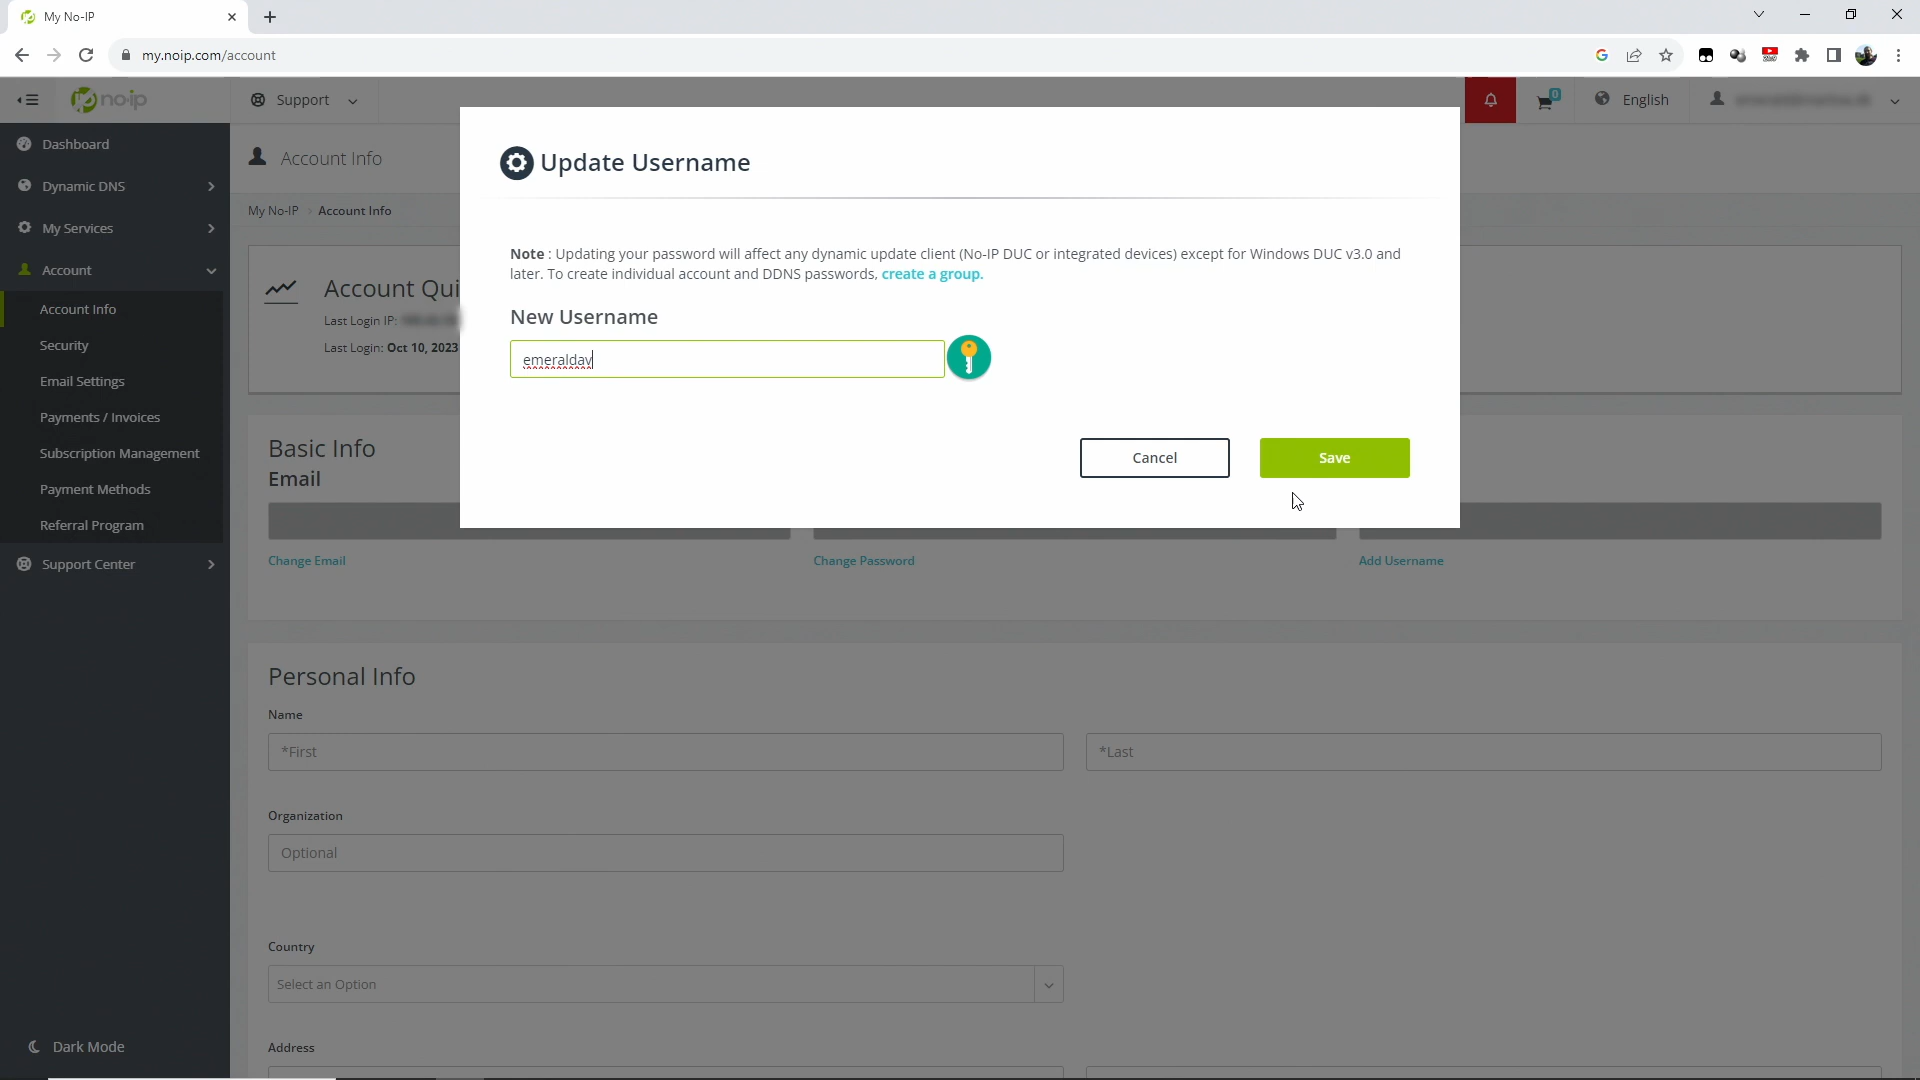 My No-IP
my.noip.com/account
no-ip
Support
0
English
Dashboard
Dynamic DNS
My Services
Account
Account Info
Security
Email Settings
Payments / Invoices
Subscription Management
Payment Methods
Referral Program
Support Center
Dark Mode
Account Info
My No-IP Account Info
Account Qui
Last Login IP:
Last Login: Oct 10, 2023
Update Username
Note : Updating your password will affect any dynamic update client (No-IP DUC or integrated devices) except for Windows DUC v3.0 and
later. To create individual account and DDNS passwords, create a group.
New Username
emeraldav
Cancel
Save
Basic Info
Email
Change Email
Change Password
Add Username
Personal Info
Name
*First
*Last
Organization
Optional
Country
Select an Option
Address